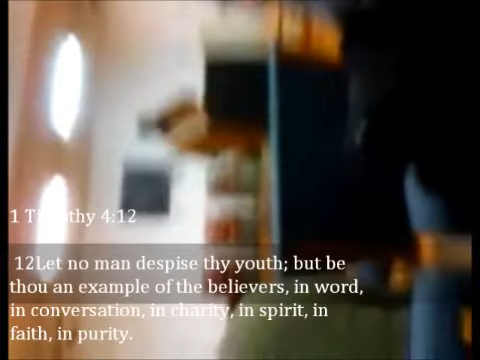 1 Timothy 4:12
12Let no man despise thy youth; but be
thou an example of the believers, in word,
in conversation, in charity, in spirit, in
faith, in purity.